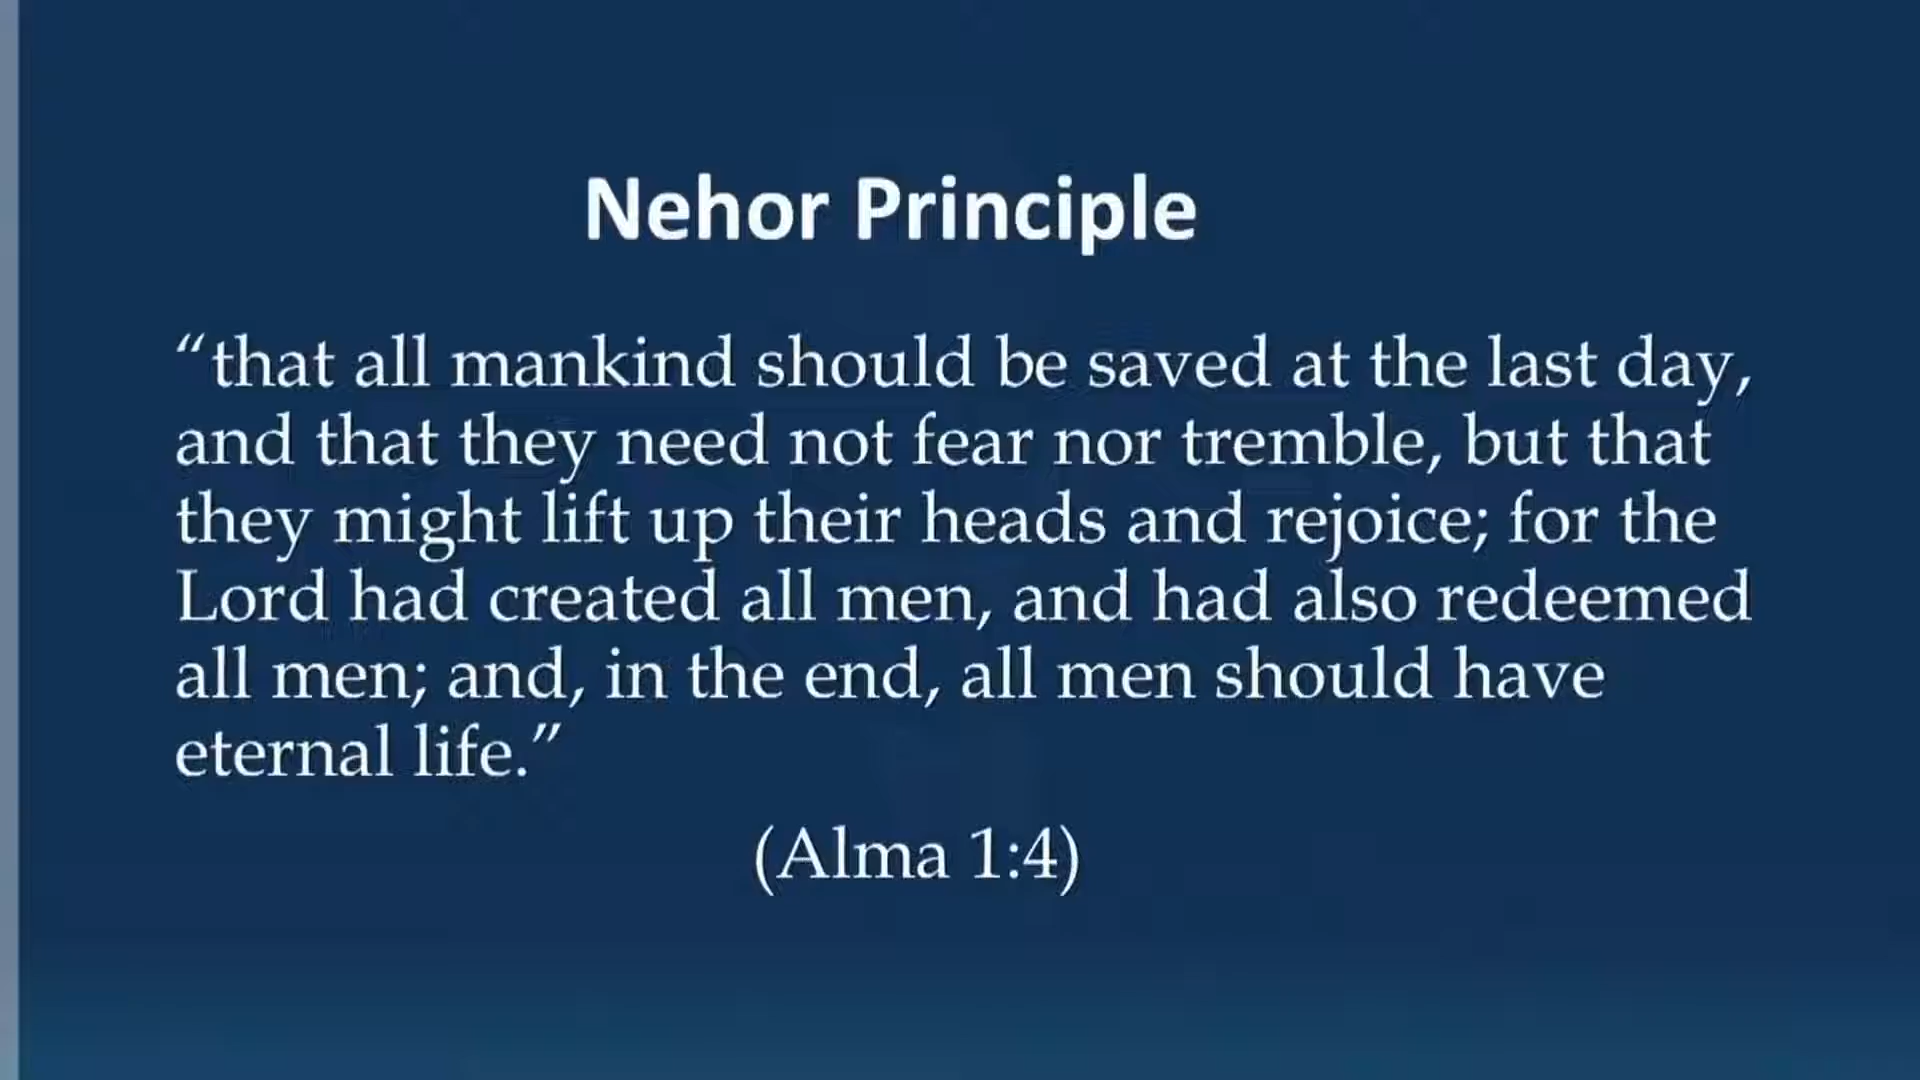 Nehor Principle
“that all mankind should be saved at the last day,
and that they need not fear nor tremble, but that
they might lift up their heads and rejoice; for the
Lord had created all men, and had also redeemed
all men; and, in the end, all men should have
eternal life.”
(Alma 1:4)